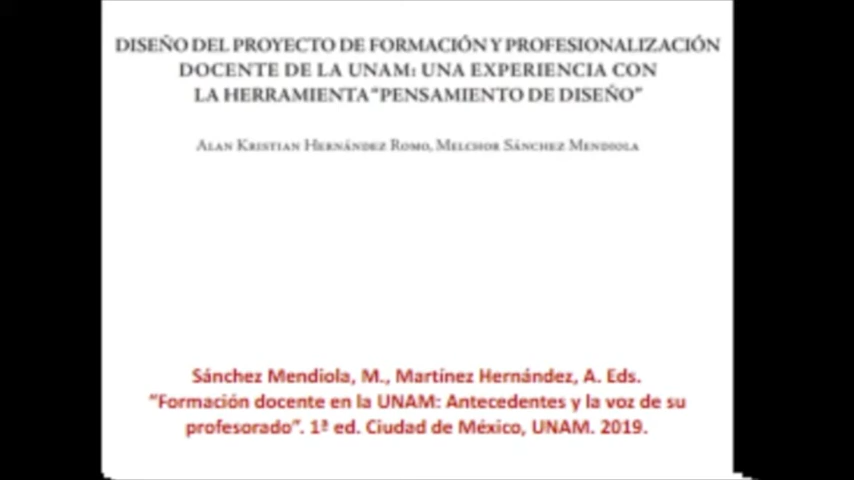 DISEÑO DEL PROYECTO DE FORMACIÓN Y PROFESIONALIZACIÓN
DOCENTE DE LA UNAM: UNA EXPERIENCIA CON
LA HERRAMIENTA “PENSAMIENTO DE DISEÑO”
Alan Kristian Hernández Romo, Melchor Sánchez Mendiola
Sánchez Mendiola, M., Martínez Hernández, A. Eds.
“Formación docente en la UNAM: Antecedentes y la voz de su
profesorado”. 1ª ed. Ciudad de México, UNAM. 2019.